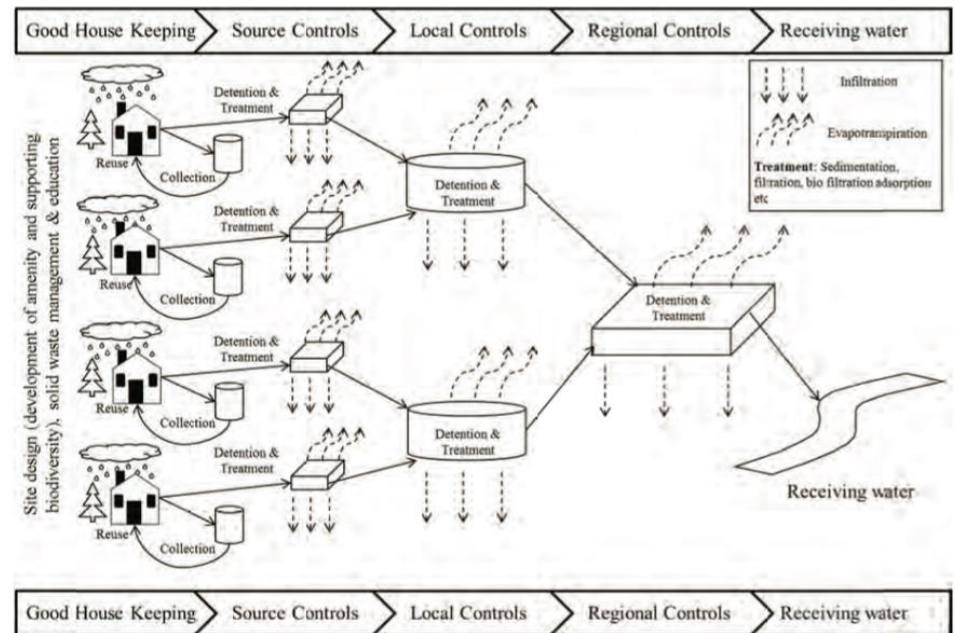 Good House Keeping
Source Controls
Local Controls
Regional Controls
Receiving water
Site design (development of amenity and supporting
biodiversity), solid waste management & education
Detention &
Treatment
Reuse
Collection
Detention &
Treatment
Reuse
Collection
Detention &
Treatment
Reuse
Collection
Detention &
Treatment
Reuse
Collection
Detention &
Treatment
Detention &
Treatment
Detention &
Treatment
Infiltration
Evapotranspiration
Treatment: Sedimentation,
filtration, bio filtration adsorption
etc
Receiving water
Good House Keeping
Source Controls
Local Controls
Regional Controls
Receiving water